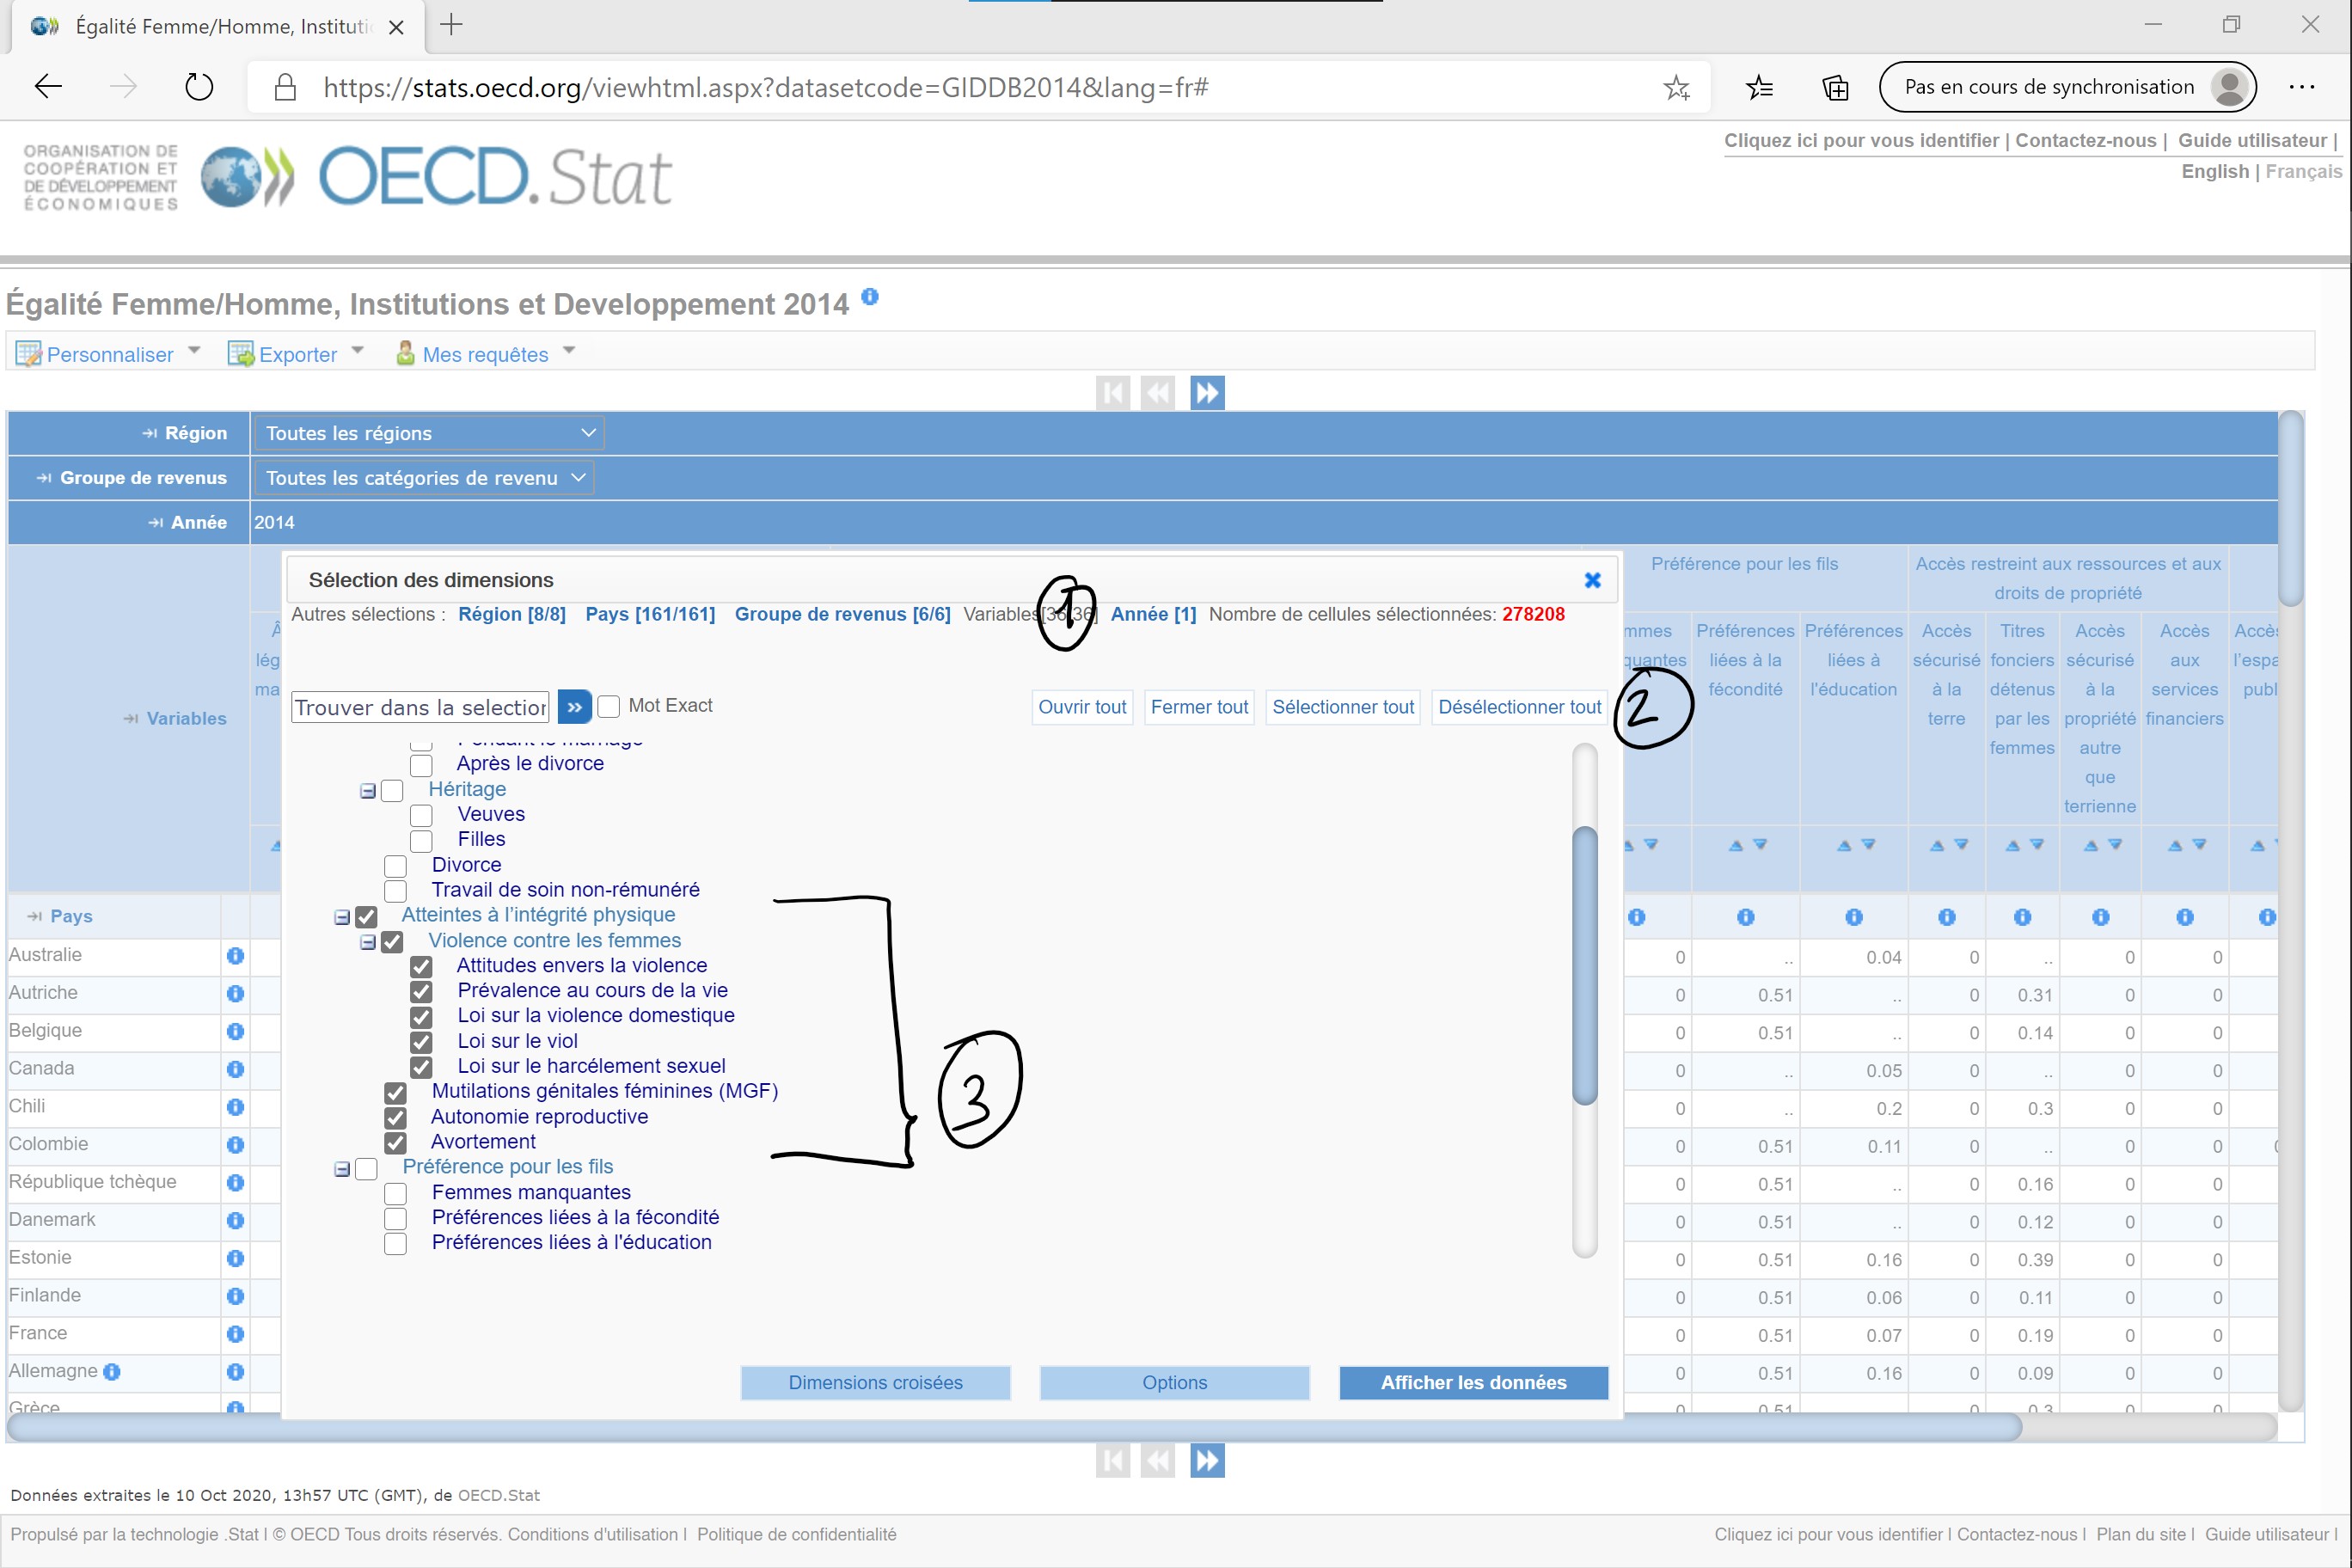 Égalité Femme/Homme, Instituti
https://stats.oecd.org/viewhtml.aspx?datasetcode=GIDDB2014&lang=fr#
Pas en cours de synchronisation
Cliquez ici pour vous identifier | Contactez-nous | Guide utilisateur |
English | Français
ORGANISATION DE
COOPÉRATION ET
DE DÉVELOPPEMENT
ÉCONOMIQUES
OECD.Stat
Égalité Femme/Homme, Institutions et Developpement 2014
Personnaliser Exporter Mes requêtes
Région Toutes les régions
Groupe de revenus Toutes les catégories de revenu
Année 2014
Variables
Préférence pour les fils
Accès restreint aux ressources et aux
droits de propriété
Préférences
liées à la
fécondité
Préférences
liées à
l'éducation
Accès
sécurisé
à la
terre
Titres
fonciers
détenus
par les
femmes
Accès
sécurisé
à la
propriété
autre
que
terrienne
Accès
aux
services
financiers
Sélection des dimensions
Autres sélections : Région [8/8] Pays [161/161] Groupe de revenus [6/6] Variables[36/36] Année [1] Nombre de cellules sélectionnées: 278208
1
Trouver dans la selection Mot Exact Ouvrir tout Fermer tout Sélectionner tout Désélectionner tout
2
Pendant le mariage
Après le divorce
Héritage
Veuves
Filles
Divorce
Travail de soin non-rémunéré
Atteintes à l’intégrité physique
Violence contre les femmes
Attitudes envers la violence
Prévalence au cours de la vie
Loi sur la violence domestique
Loi sur le viol
Loi sur le harcélement sexuel
Mutilations génitales féminines (MGF)
Autonomie reproductive
Avortement
3
Préférence pour les fils
Femmes manquantes
Préférences liées à la fécondité
Préférences liées à l'éducation
Dimensions croisées Options Afficher les données
Pays
Australie 0 .. 0.04 0 .. 0 0
Autriche 0 0.51 .. 0 0.31 0 0
Belgique 0 0.51 .. 0 0.14 0 0
Canada 0 .. 0.05 0 .. 0 0
Chili 0 .. 0.2 0 0.3 0 0
Colombie 0 0.51 0.11 0 .. 0 0
République tchèque 0 0.51 .. 0 0.16 0 0
Danemark 0 0.51 .. 0 0.12 0 0
Estonie 0 0.51 0.16 0 0.39 0 0
Finlande 0 0.51 0.06 0 0.11 0 0
France 0 0.51 0.07 0 0.19 0 0
Allemagne 0 0.51 0.16 0 0.09 0 0
Grèce 0 0.51 0 0.3 0 0
Données extraites le 10 Oct 2020, 13h57 UTC (GMT), de OECD.Stat
Propulsé par la technologie .Stat | © OECD Tous droits réservés. Conditions d'utilisation | Politique de confidentialité
Cliquez ici pour vous identifier | Contactez-nous | Plan du site | Guide utilisateur |